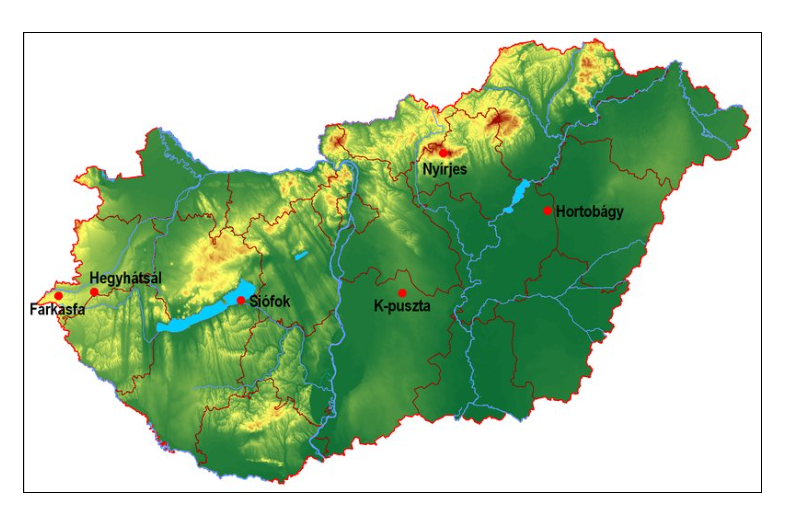 Nyírjes
Hortobágy
Hegyhátsál
Siófok
K-puszta
Farkasfa